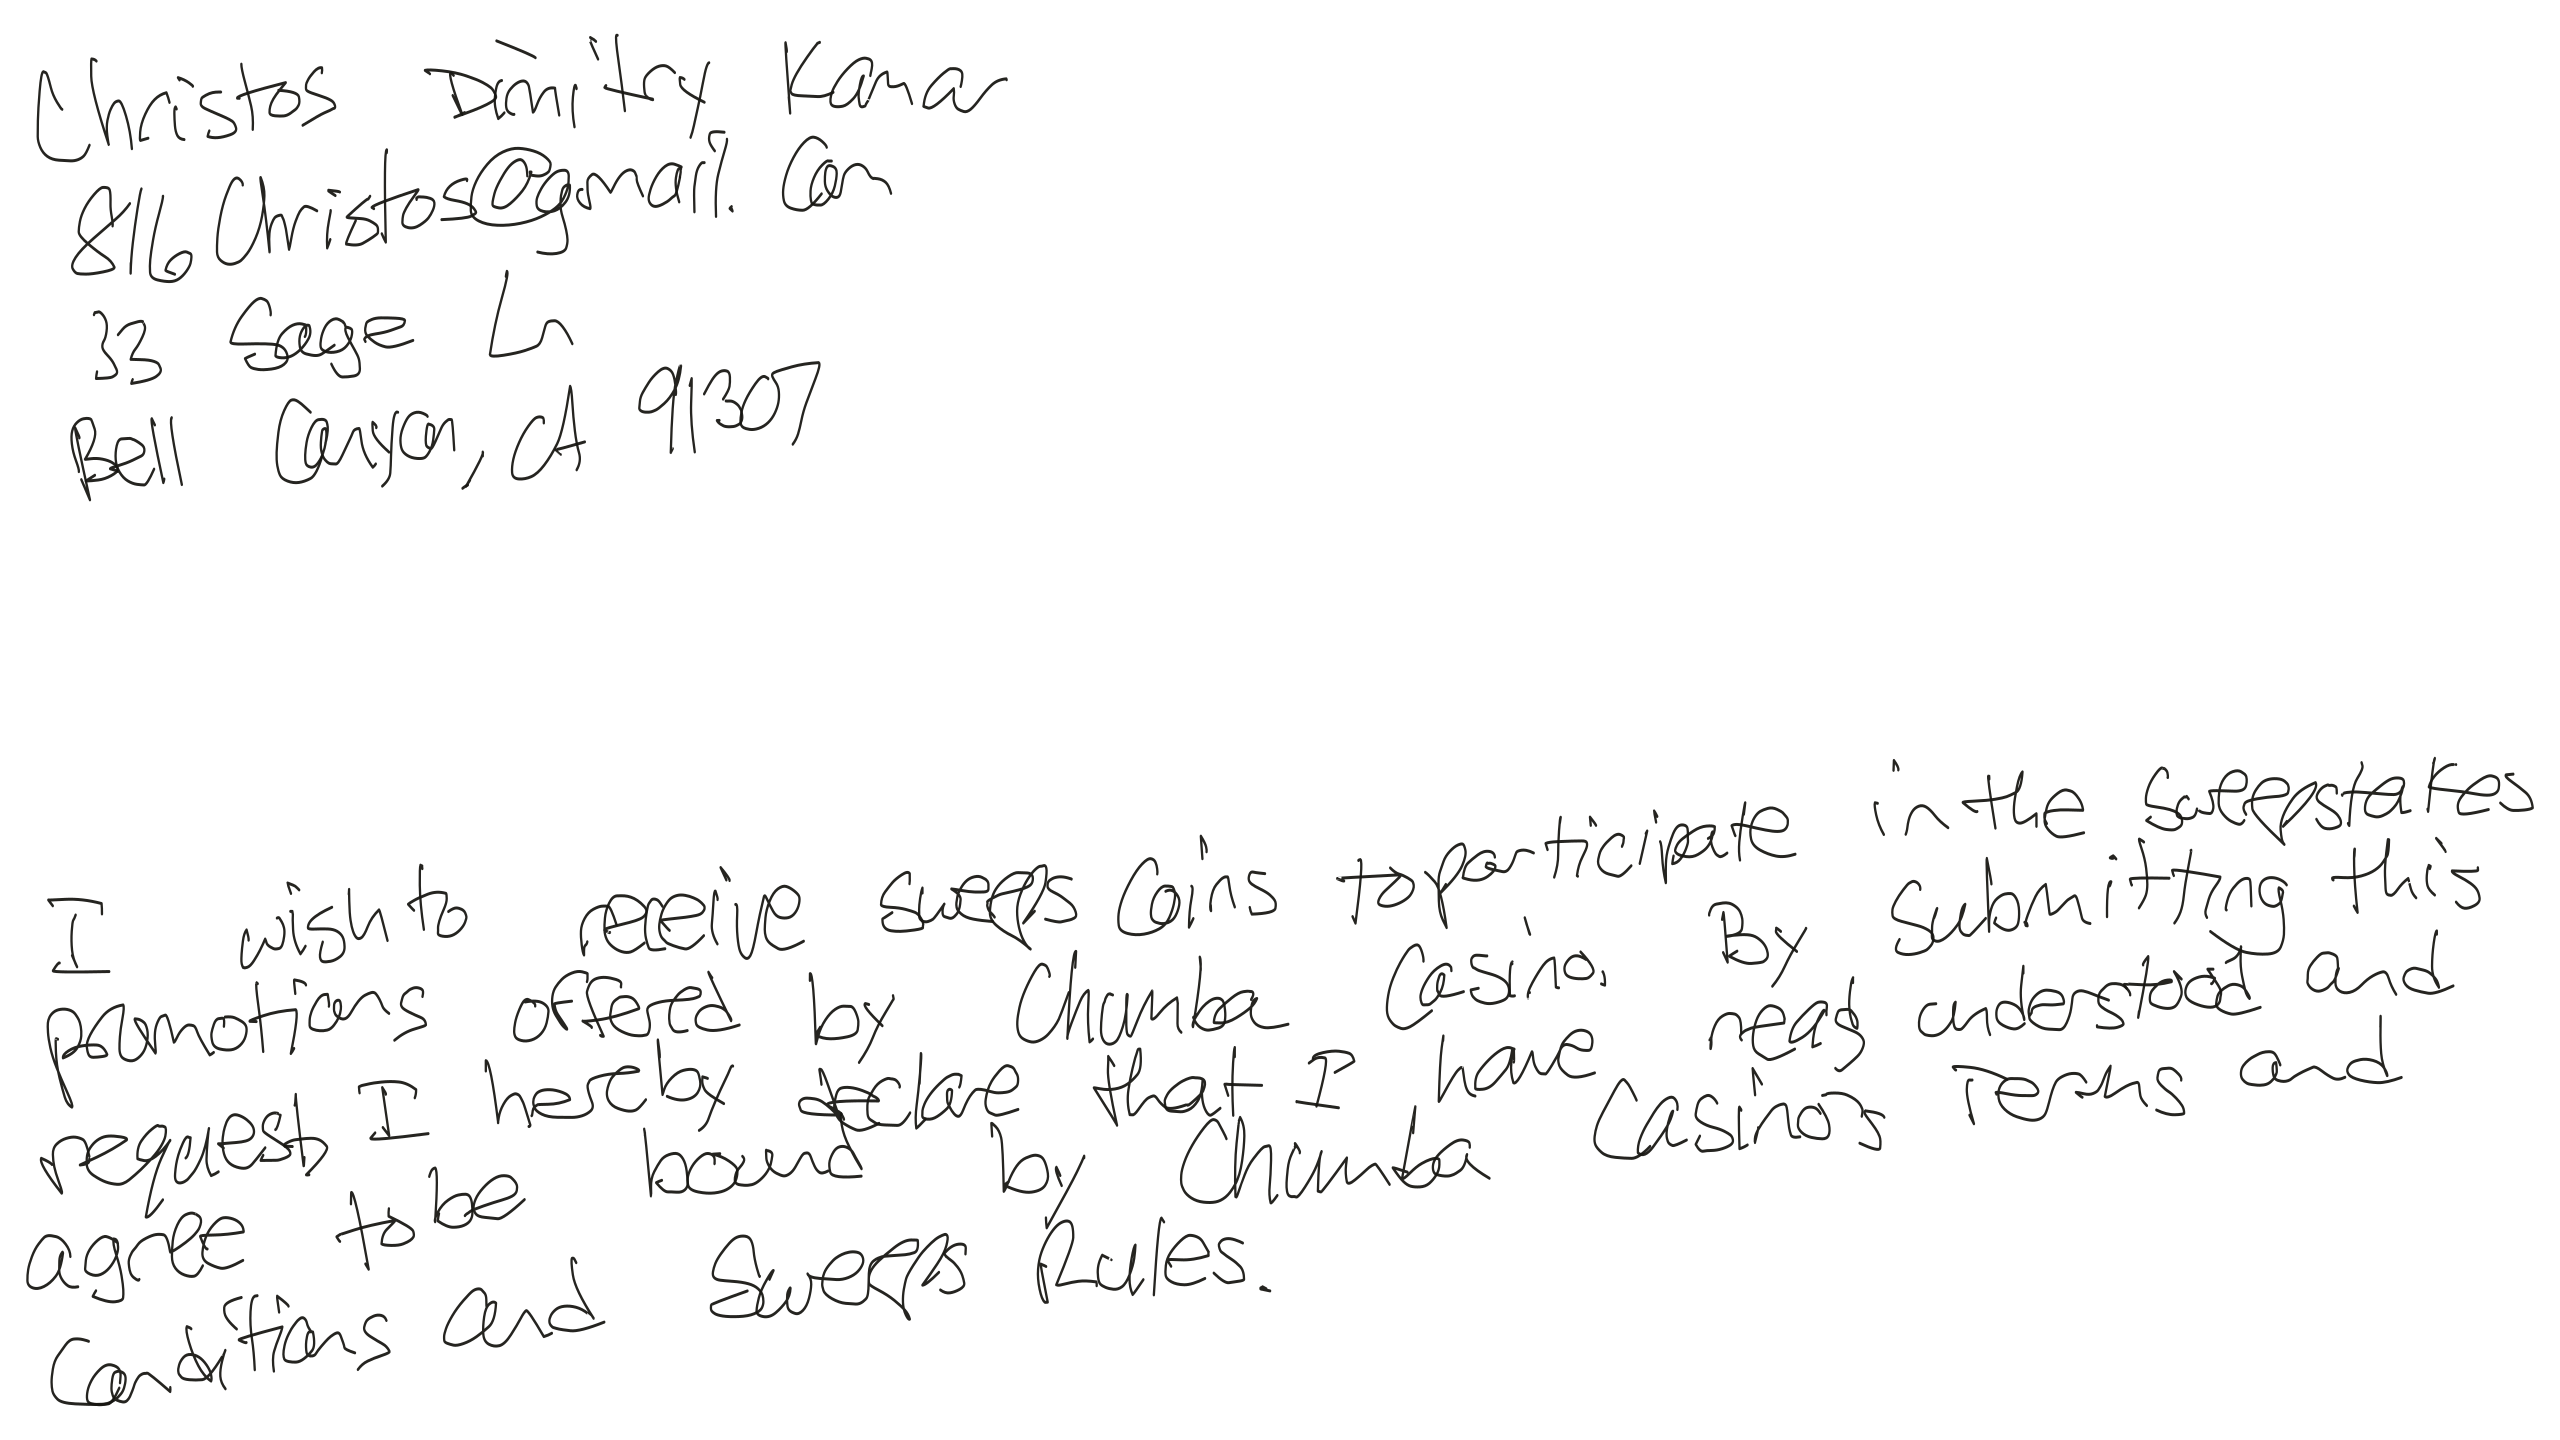 Christos Dimitry Kamar
816Christos@gmail.com
33 Sage Ln
Bell Canyon, CA 91307
I wish to receive sweeps coins to participate in the sweepstakes
promotions offered by Chumba Casino. By submitting this
request, I hereby declare that I have read understood and
agree to be bound by Chumba Casino's Terms and
Conditions and Sweeps Rules.